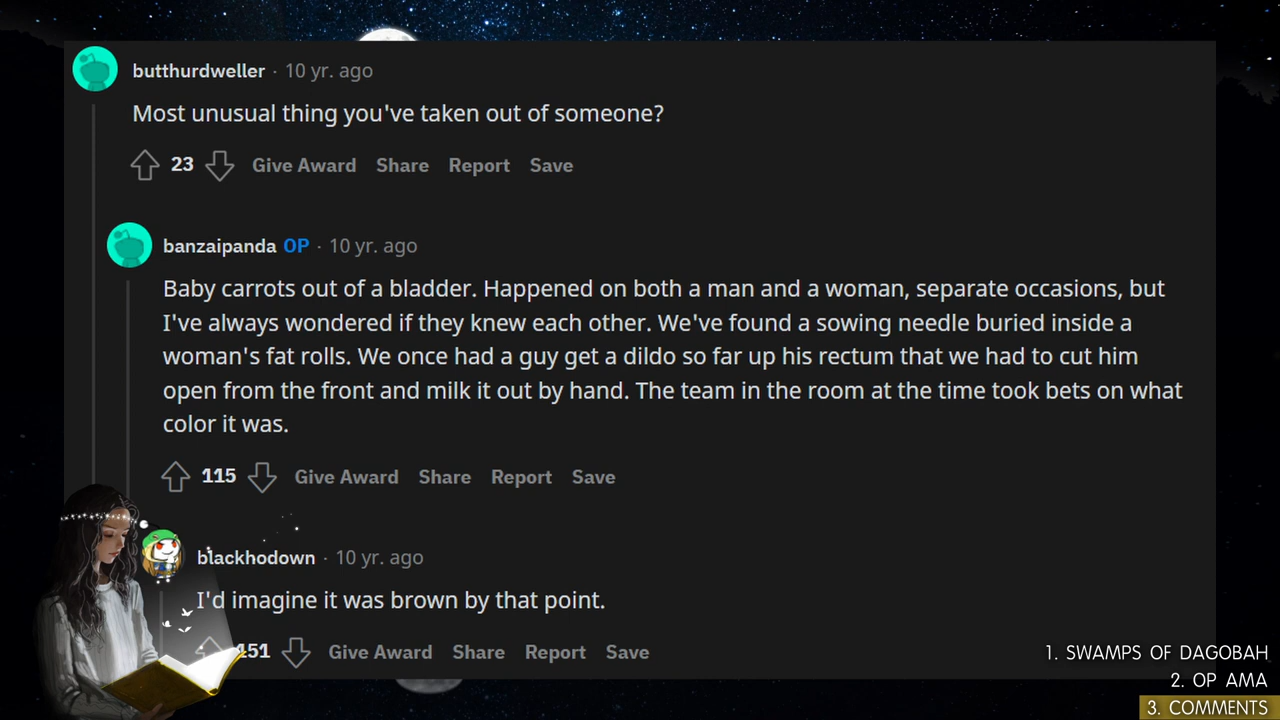 butthurdweller · 10 yr. ago
Most unusual thing you've taken out of someone?
23 Give Award Share Report Save
banzaipanda OP · 10 yr. ago
Baby carrots out of a bladder. Happened on both a man and a woman, separate occasions, but
I've always wondered if they knew each other. We've found a sowing needle buried inside a
woman's fat rolls. We once had a guy get a dildo so far up his rectum that we had to cut him
open from the front and milk it out by hand. The team in the room at the time took bets on what
color it was.
115 Give Award Share Report Save
blackhodown · 10 yr. ago
I'd imagine it was brown by that point.
151 Give Award Share Report Save
1. SWAMPS OF DAGOBAH
2. OP AMA
3. COMMENTS